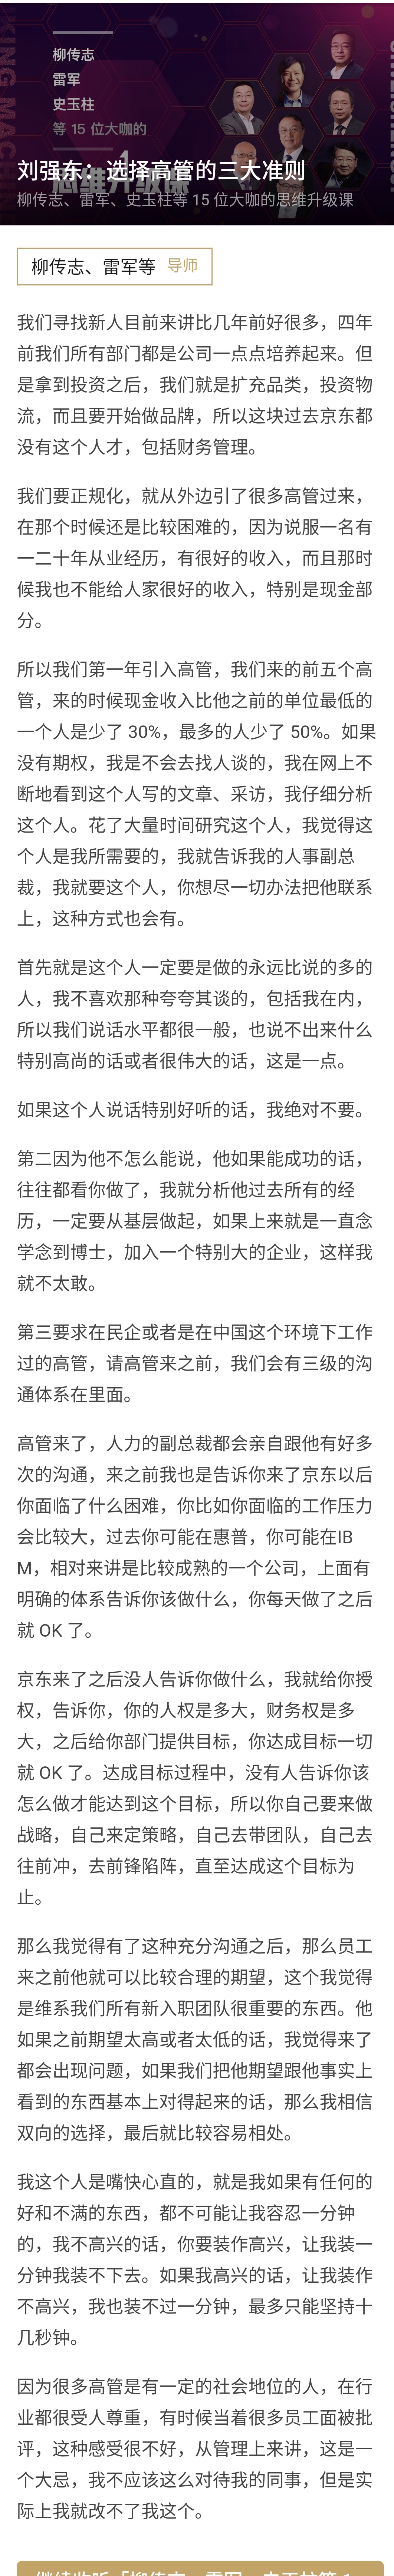 柳传志
雷军
史玉柱
等 15 位大咖的
刘强东：选择高管的三大准则
柳传志、雷军、史玉柱等 15 位大咖的思维升级课
柳传志、雷军等 导师
我们寻找新人目前来讲比几年前好很多，四年
前我们所有部门都是公司一点点培养起来。但
是拿到投资之后，我们就是扩充品类，投资物
流，而且要开始做品牌，所以这块过去京东都
没有这个人才，包括财务管理。
我们要正规化，就从外边引了很多高管过来，
在那个时候还是比较困难的，因为说服一名有
一二十年从业经历，有很好的收入，而且那时
候我也不能给人家很好的收入，特别是现金部
分。
所以我们第一年引入高管，我们来的前五个高
管，来的时候现金收入比他之前的单位最低的
一个人是少了 30%，最多的人少了 50%。如果
没有期权，我是不会去找人谈的，我在网上不
断地看到这个人写的文章、采访，我仔细分析
这个人。花了大量时间研究这个人，我觉得这
个人是我所需要的，我就告诉我的人事副总
裁，我就要这个人，你想尽一切办法把他联系
上，这种方式也会有。
首先就是这个人一定要是做的永远比说的多的
人，我不喜欢那种夸夸其谈的，包括我在内，
所以我们说话水平都很一般，也说不出来什么
特别高尚的话或者很伟大的话，这是一点。
如果这个人说话特别好听的话，我绝对不要。
第二因为他不怎么能说，他如果能成功的话，
往往都看你做了，我就分析他过去所有的经
历，一定要从基层做起，如果上来就是一直念
学念到博士，加入一个特别大的企业，这样我
就不太敢。
第三要求在民企或者是在中国这个环境下工作
过的高管，请高管来之前，我们会有三级的沟
通体系在里面。
高管来了，人力的副总裁都会亲自跟他有好多
次的沟通，来之前我也是告诉你来了京东以后
你面临了什么困难，你比如你面临的工作压力
会比较大，过去你可能在惠普，你可能在IB
M，相对来讲是比较成熟的一个公司，上面有
明确的体系告诉你该做什么，你每天做了之后
就 OK 了。
京东来了之后没人告诉你做什么，我就给你授
权，告诉你，你的人权是多大，财务权是多
大，之后给你部门提供目标，你达成目标一切
就 OK 了。达成目标过程中，没有人告诉你该
怎么做才能达到这个目标，所以你自己要来做
战略，自己来定策略，自己去带团队，自己去
往前冲，去前锋陷阵，直至达成这个目标为
止。
那么我觉得有了这种充分沟通之后，那么员工
来之前他就可以比较合理的期望，这个我觉得
是维系我们所有新入职团队很重要的东西。他
如果之前期望太高或者太低的话，我觉得来了
都会出现问题，如果我们把他期望跟他事实上
看到的东西基本上对得起来的话，那么我相信
双向的选择，最后就比较容易相处。
我这个人是嘴快心直的，就是我如果有任何的
好和不满的东西，都不可能让我容忍一分钟
的，我不高兴的话，你要装作高兴，让我装一
分钟我装不下去。如果我高兴的话，让我装作
不高兴，我也装不过一分钟，最多只能坚持十
几秒钟。
因为很多高管是有一定的社会地位的人，在行
业都很受人尊重，有时候当着很多员工面被批
评，这种感受很不好，从管理上来讲，这是一
个大忌，我不应该这么对待我的同事，但是实
际上我就改不了我这个。